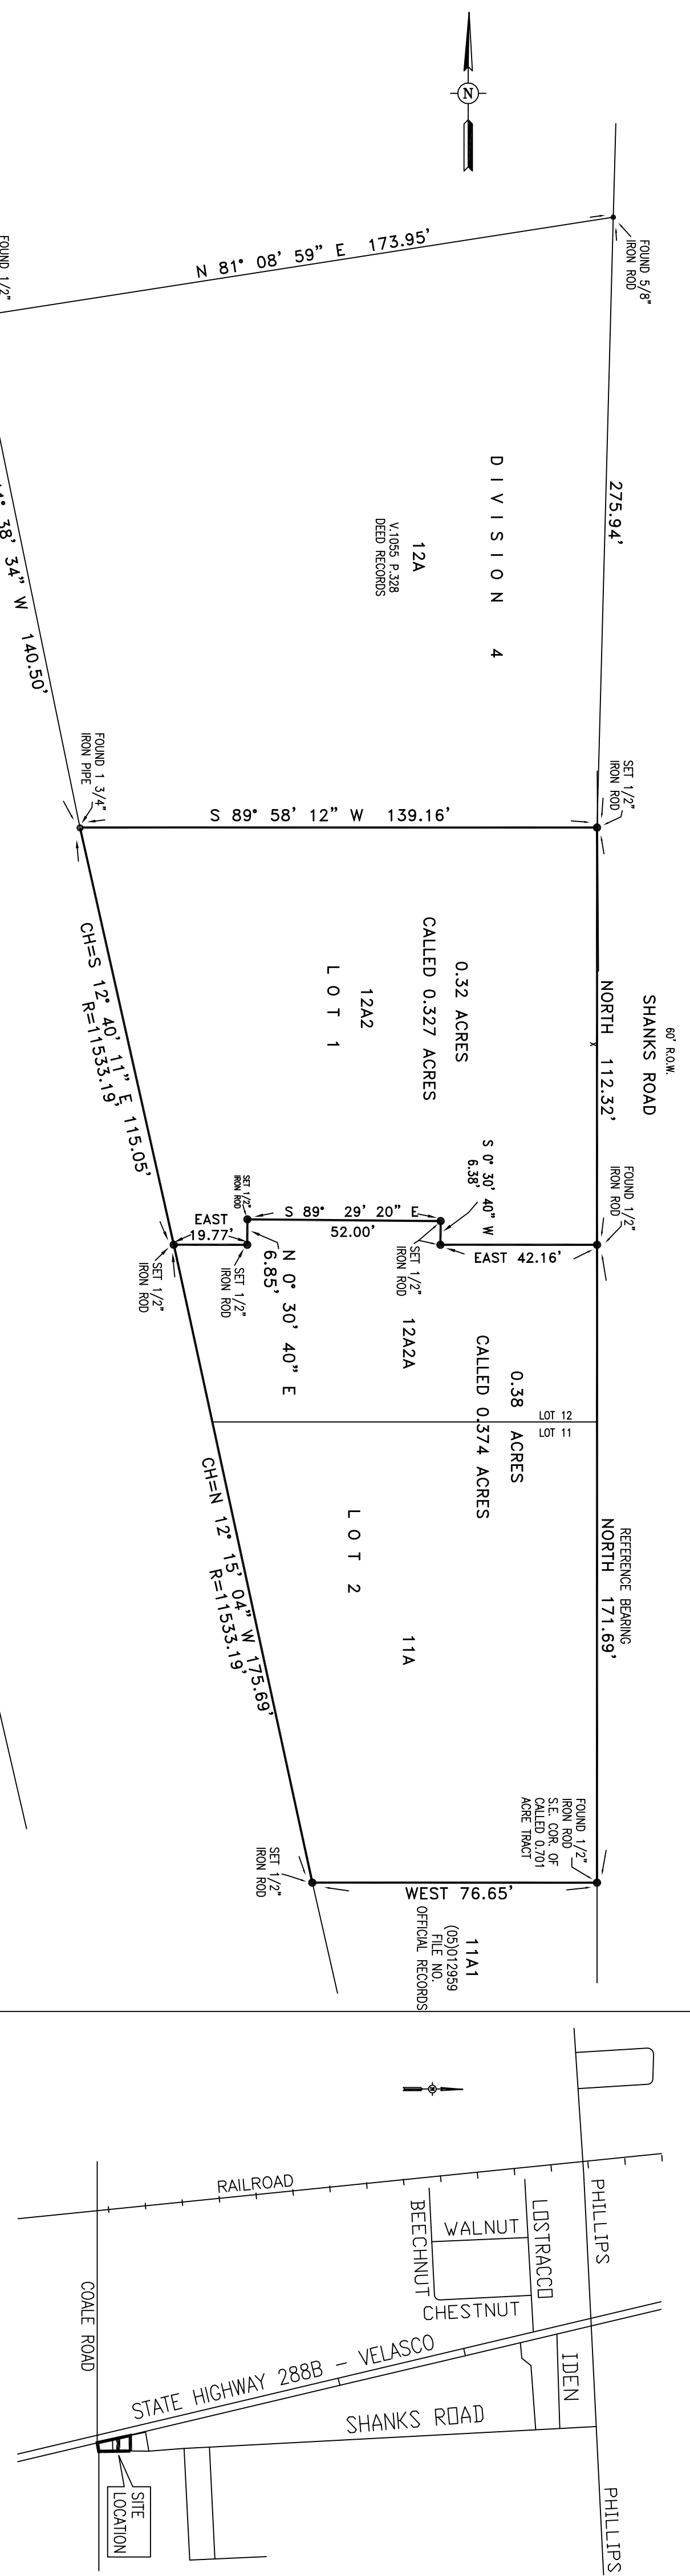 N
FOUND 5/8"
IRON ROD
N 81° 08' 59" E 173.95'
FOUND 1/2"
275.94'
DIVISION 4
12A
V.1055 P.328
DEED RECORDS
38' 34" W 140.50'
FOUND 1 3/4"
IRON PIPE
SET 1/2"
IRON ROD
S 89° 58' 12" W 139.16'
60' R.O.W.
SHANKS ROAD
NORTH 112.32'
x
0.32 ACRES
CALLED 0.327 ACRES
12A2
LOT 1
CH=S 12° 40' 11" E 115.05'
R=11533.19'
FOUND 1/2"
IRON ROD
S 0° 30' 40" W
6.38'
S 89° 29' 20" E
52.00'
SET 1/2"
IRON ROD
EAST
19.77'
EAST 42.16'
SET 1/2"
IRON ROD
N 0° 30' 40" E
6.85'
SET 1/2"
IRON ROD
SET 1/2"
IRON ROD
12A2A
0.38 ACRES
CALLED 0.374 ACRES
LOT 12
LOT 11
REFERENCE BEARING
NORTH 171.69'
LOT 2
11A
CH=N 12° 15' 04" W 175.69'
R=11533.19'
FOUND 1/2"
IRON ROD
S.E. COR. OF
CALLED 0.701
ACRE TRACT
SET 1/2"
IRON ROD
WEST 76.65'
11A1
(05)012959
FILE NO.
OFFICIAL RECORDS
RAILROAD
PHILLIPS
BEECHNUT
WALNUT
LOSTRACCO
CHESTNUT
COALE ROAD
STATE HIGHWAY 288B - VELASCO
IDEN
SHANKS ROAD
SITE
LOCATION
PHILLIPS